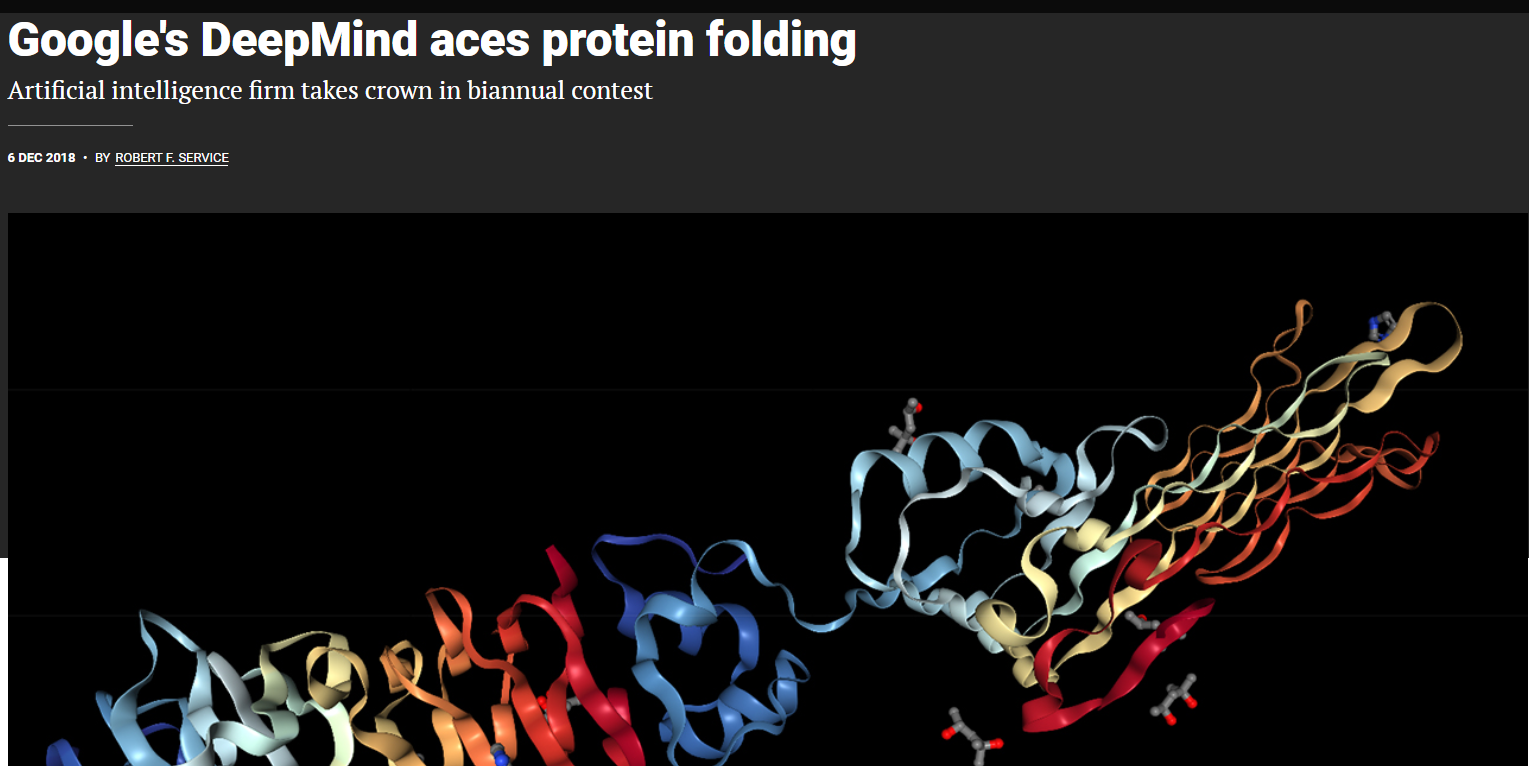 Google's DeepMind aces protein folding
Artificial intelligence firm takes crown in biannual contest
6 DEC 2018 • BY ROBERT F. SERVICE